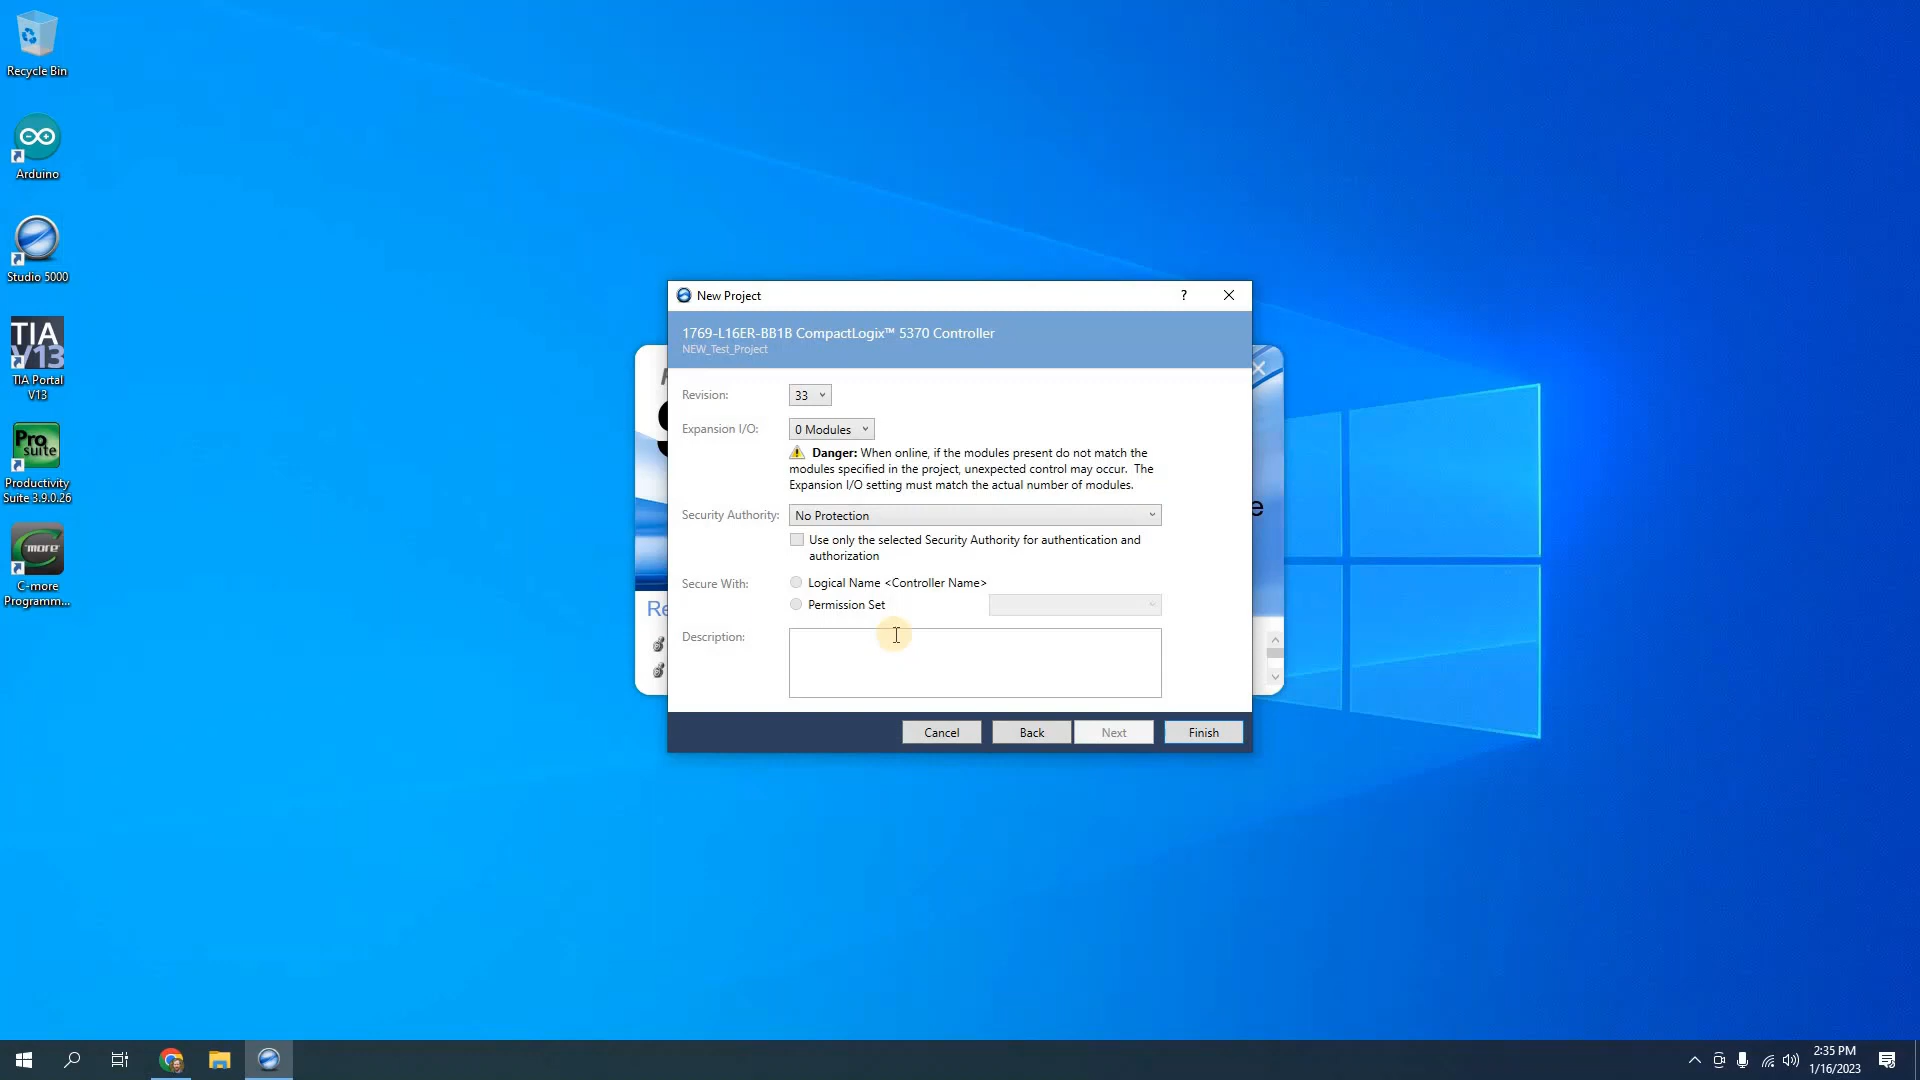 Recycle Bin
Arduino
Studio 5000
TIA
V13
TIA Portal
V13
Pro
suite
Productivity
Suite 3.9.0.26
C-more
C-more
Programm...
New Project
?
1769-L16ER-BB1B CompactLogix™ 5370 Controller
NEW_Test_Project
Revision:
33
Expansion I/O:
0 Modules
Danger: When online, if the modules present do not match the
modules specified in the project, unexpected control may occur. The
Expansion I/O setting must match the actual number of modules.
Security Authority:
No Protection
Use only the selected Security Authority for authentication and
authorization
Secure With:
Logical Name <Controller Name>
Permission Set
Description:
Re
e
Cancel
Back
Next
Finish
2:35 PM
1/16/2023